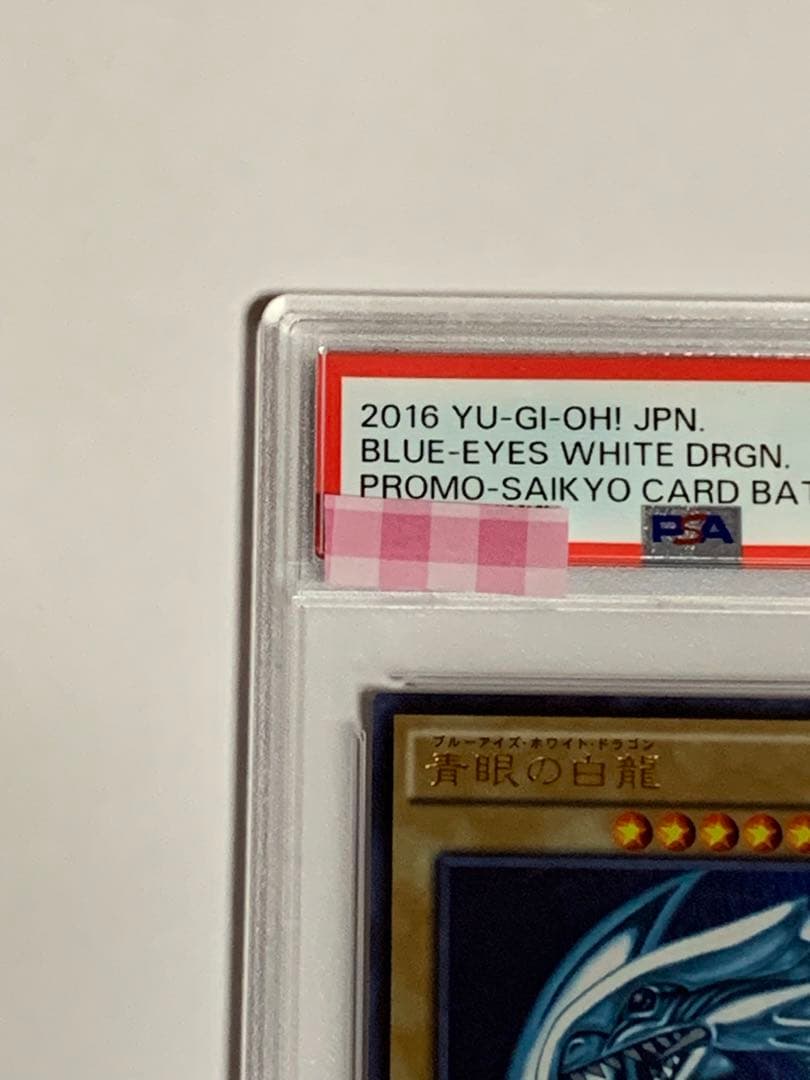 2016 YU-GI-OH! JPN.
BLUE-EYES WHITE DRGN.
PROMO-SAIKYO CARD BAT
PSA
ブルーアイズ・ホワイト・ドラゴン
青眼の白龍